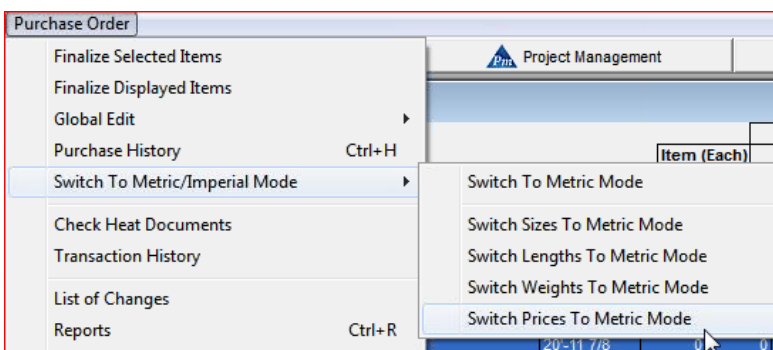 Purchase Order
Finalize Selected Items
Pm Project Management
Finalize Displayed Items
Global Edit
Purchase History Ctrl+H
Item (Each)
Switch To Metric/Imperial Mode
Switch To Metric Mode
Check Heat Documents
Switch Sizes To Metric Mode
Transaction History
Switch Lengths To Metric Mode
Switch Weights To Metric Mode
List of Changes
Switch Prices To Metric Mode
Reports Ctrl+R
20'-11 7/8 0 0